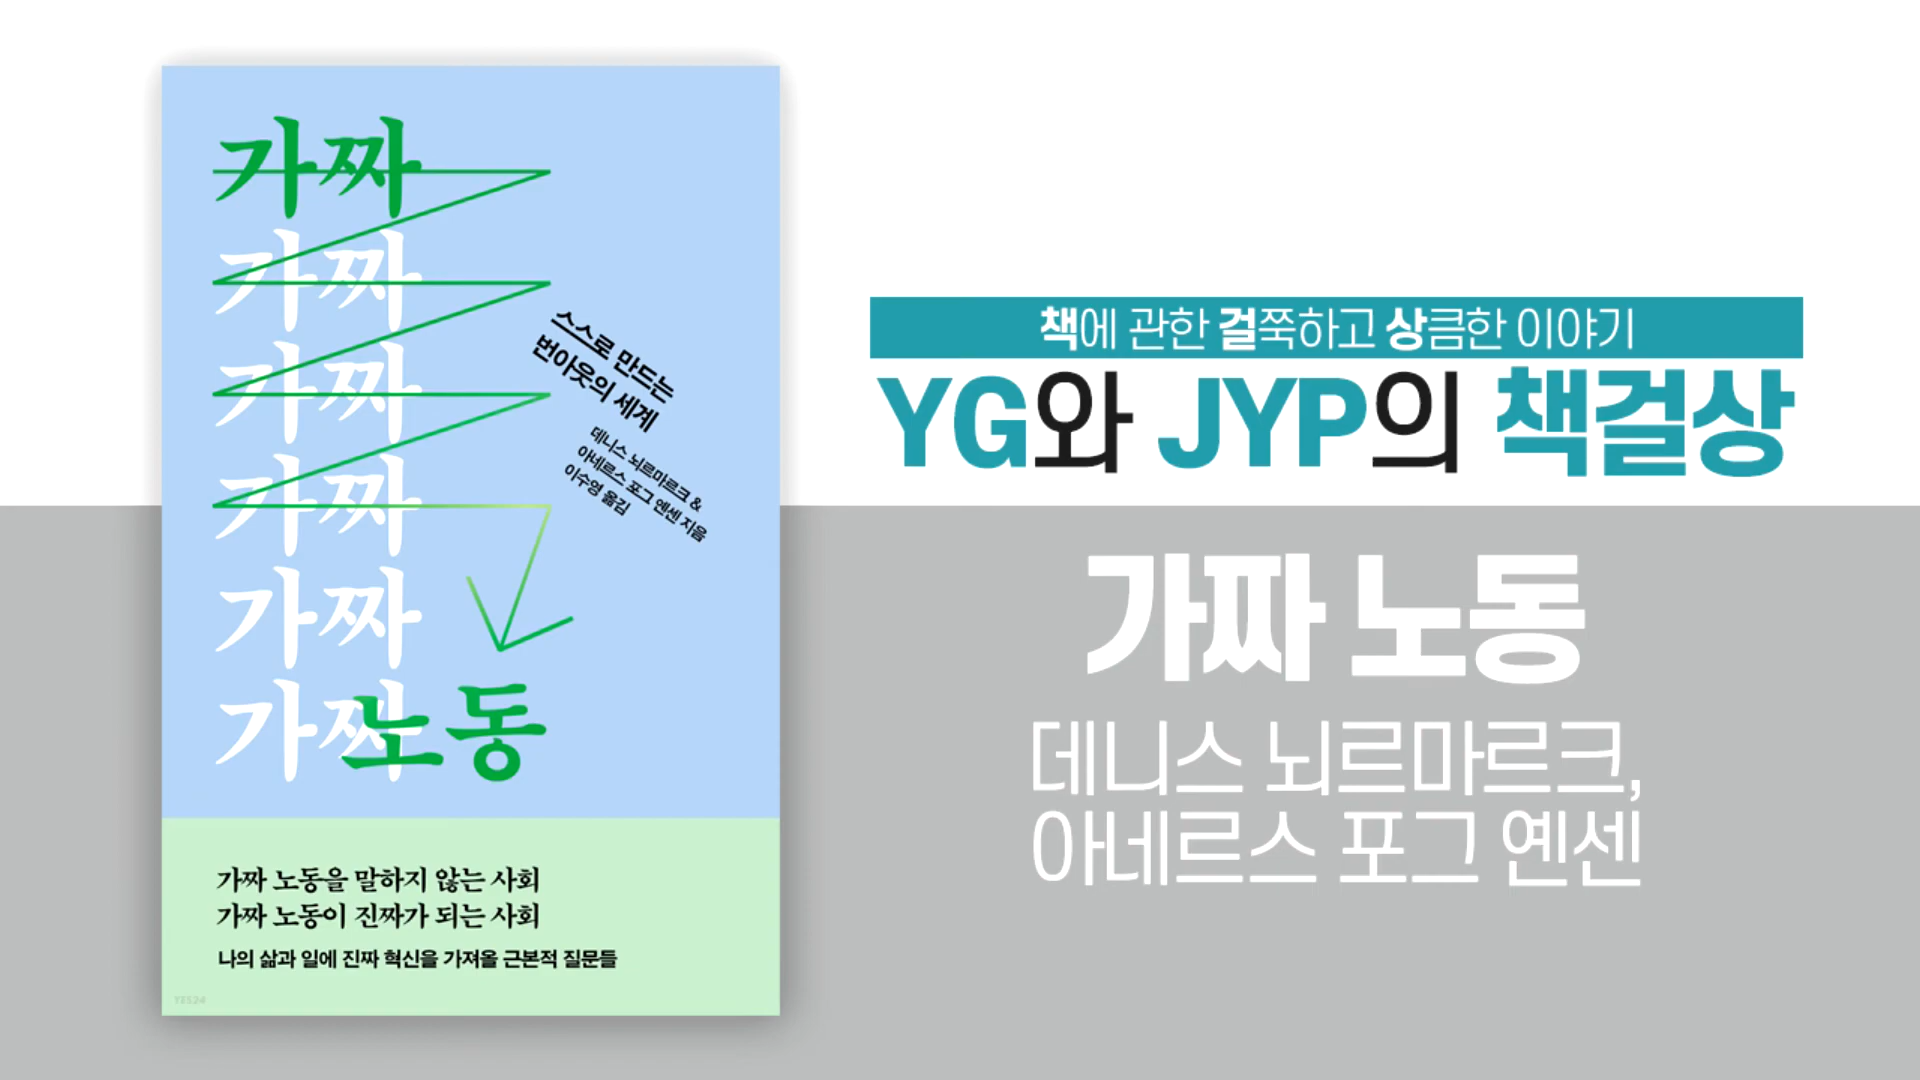 가짜
가짜
가짜
가짜
가짜
가짜
노동
스스로 만드는
번아웃의 세계
데니스 뇌르마르크 &
아네르스 포그 옌센 지음
이수영 옮김
가짜 노동을 말하지 않는 사회
가짜 노동이 진짜가 되는 사회
나의 삶과 일에 진짜 혁신을 가져올 근본적 질문들
YES24
책에 관한 걸쭉하고 상큼한 이야기
YG와 JYP의 책걸상
가짜 노동
데니스 뇌르마르크,
아네르스 포그 옌센